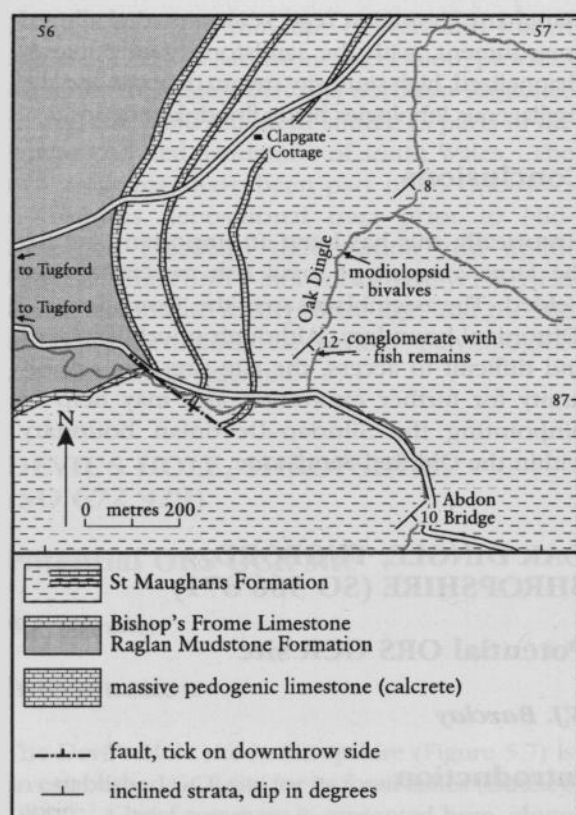 56
57
Clapgate
Cottage
8
to Tugford
Oak Dingle
modiolopsid
bivalves
to Tugford
12
conglomerate with
fish remains
87
N
metres
0
200
Abdon
Bridge
10
St Maughans Formation
Bishop's Frome Limestone
Raglan Mudstone Formation
massive pedogenic limestone (calcrete)
fault, tick on downthrow side
inclined strata, dip in degrees